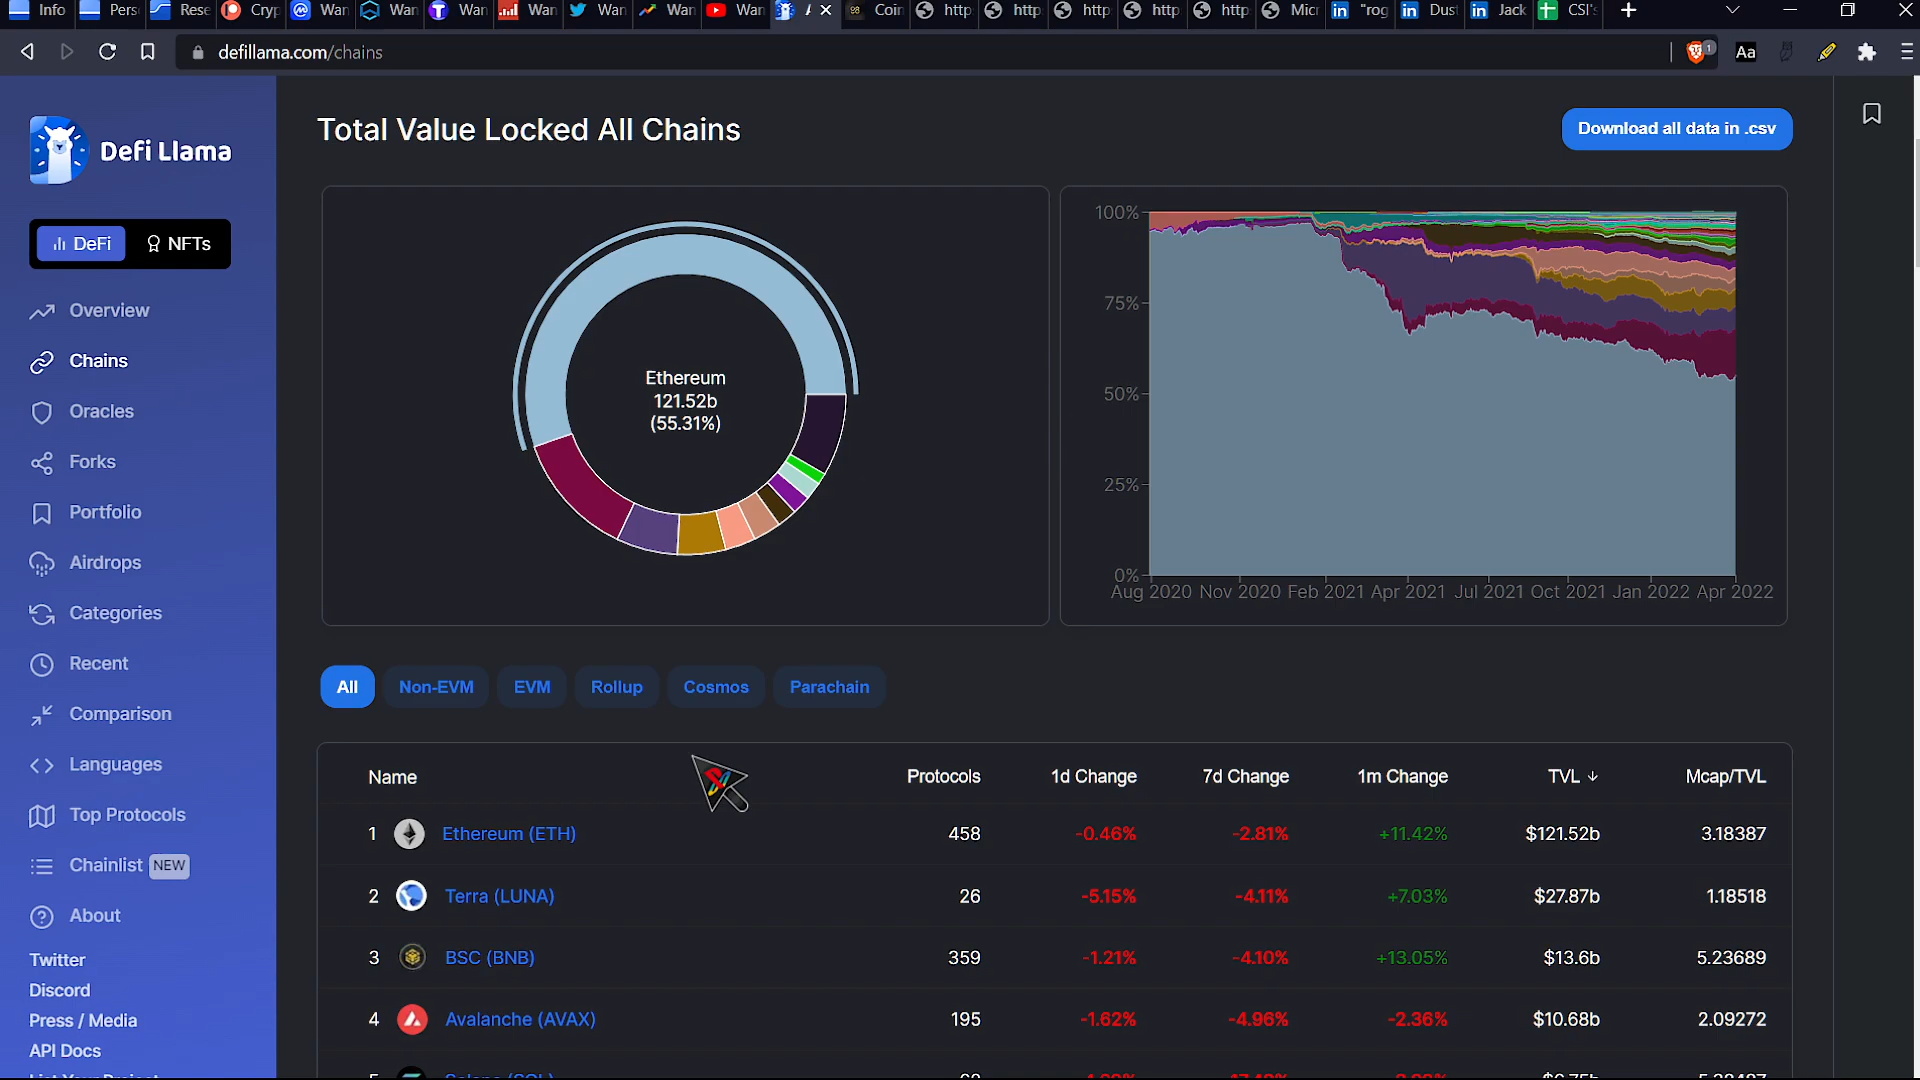 Info Pers Rese Cryp Wan Wan Wan Wan Wan Wan Wan Coin http http http http http Micr "rog Dust Jack CSI's
defillama.com/chains
1
Aa
Defi Llama
DeFi NFTs
Overview
Chains
Oracles
Forks
Portfolio
Airdrops
Categories
Recent
Comparison
Languages
Top Protocols
Chainlist NEW
About
Twitter
Discord
Press / Media
API Docs
List Your Project
Total Value Locked All Chains
Download all data in .csv
Ethereum
121.52b
(55.31%)
100%
75%
50%
25%
0%
Aug 2020 Nov 2020 Feb 2021 Apr 2021 Jul 2021 Oct 2021 Jan 2022 Apr 2022
All Non-EVM EVM Rollup Cosmos Parachain
Name Protocols 1d Change 7d Change 1m Change TVL Mcap/TVL
1 Ethereum (ETH) 458 -0.46% -2.81% +11.42% $121.52b 3.18387
2 Terra (LUNA) 26 -5.15% -4.11% +7.03% $27.87b 1.18518
3 BSC (BNB) 359 -1.21% -4.10% +13.05% $13.6b 5.23689
4 Avalanche (AVAX) 195 -1.62% -4.96% -2.36% $10.68b 2.09272
5 Solana (SOL)